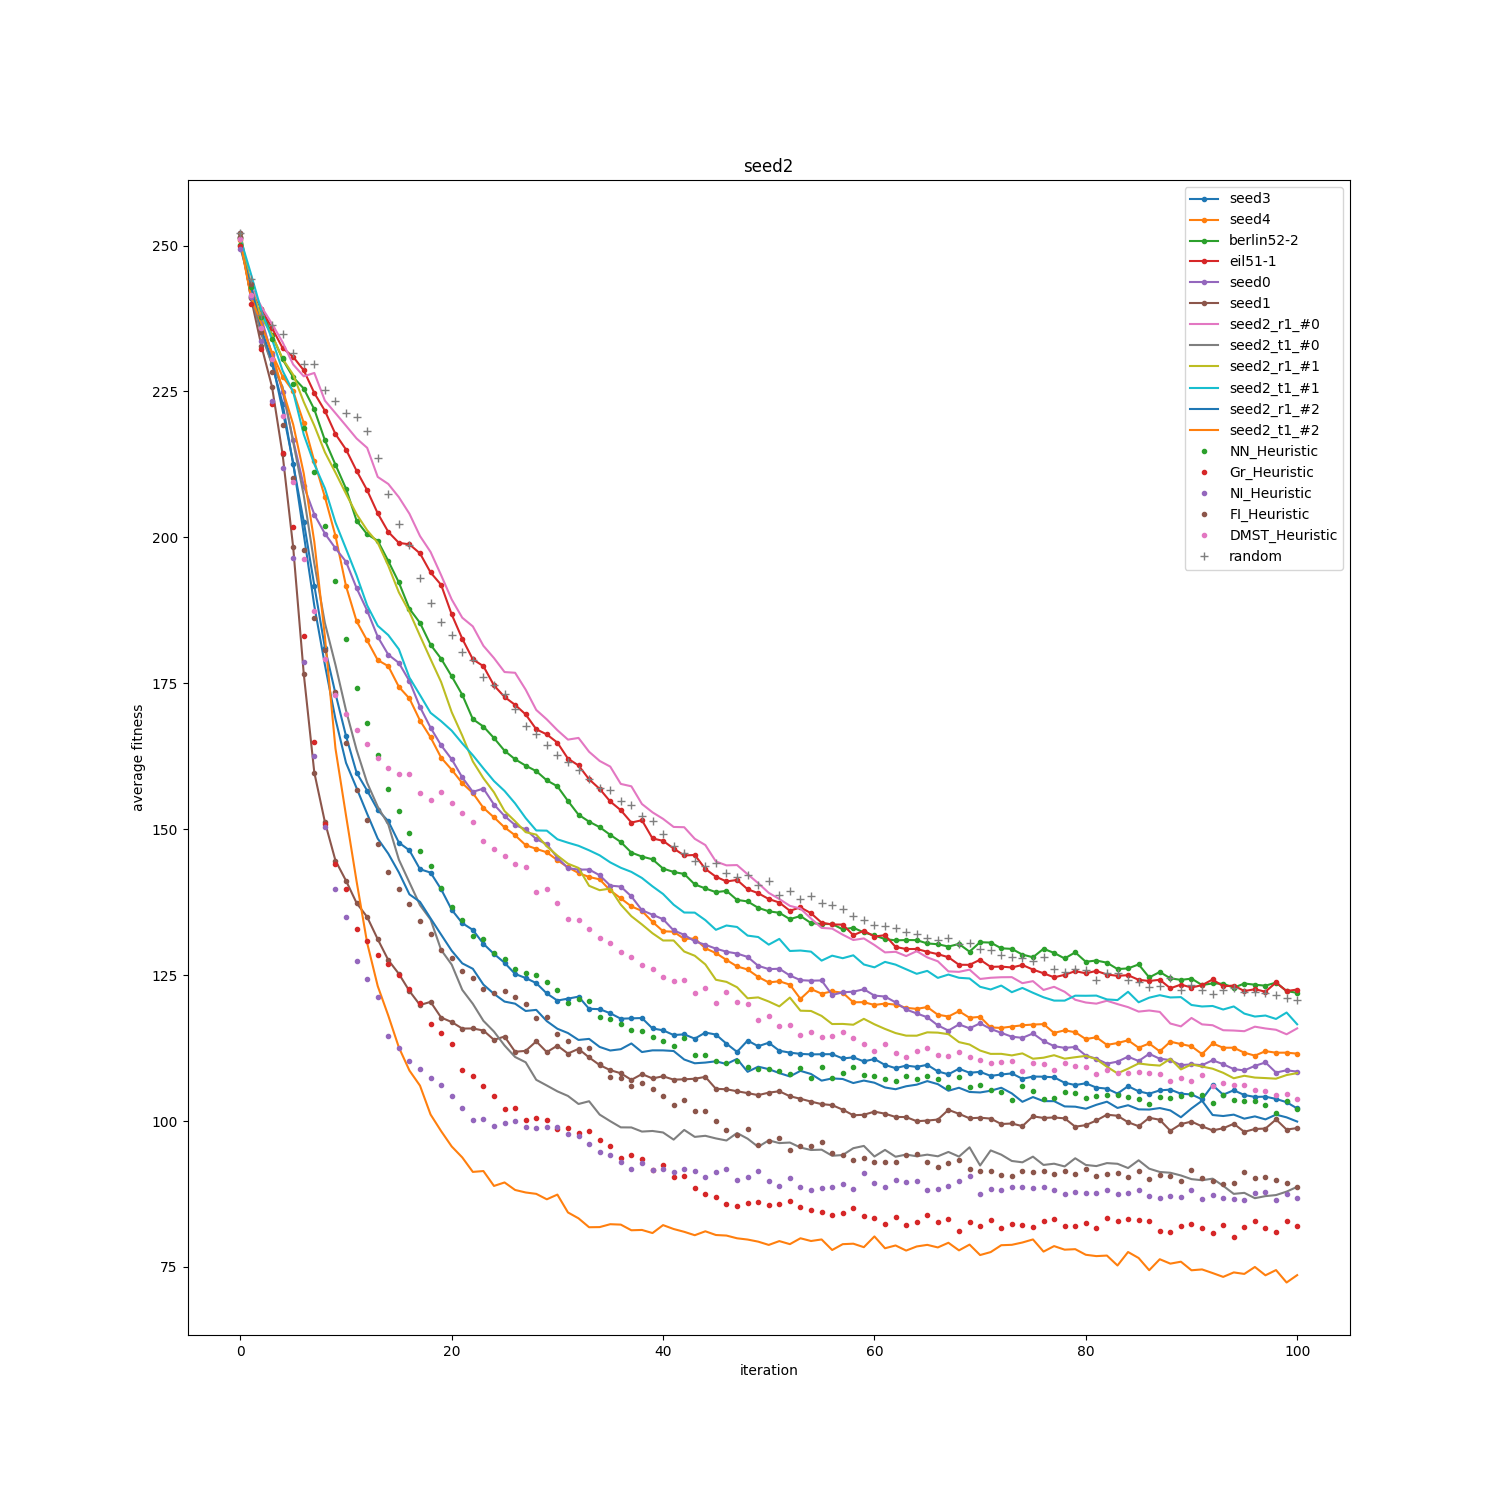 seed2
seed3
seed4
berlin52-2
eil51-1
seed0
seed1
seed2_r1_#0
seed2_t1_#0
seed2_r1_#1
seed2_t1_#1
seed2_r1_#2
seed2_t1_#2
NN_Heuristic
Gr_Heuristic
NI_Heuristic
FI_Heuristic
DMST_Heuristic
random
250
225
200
175
150
125
100
75
average fitness
0 20 40 60 80 100
iteration